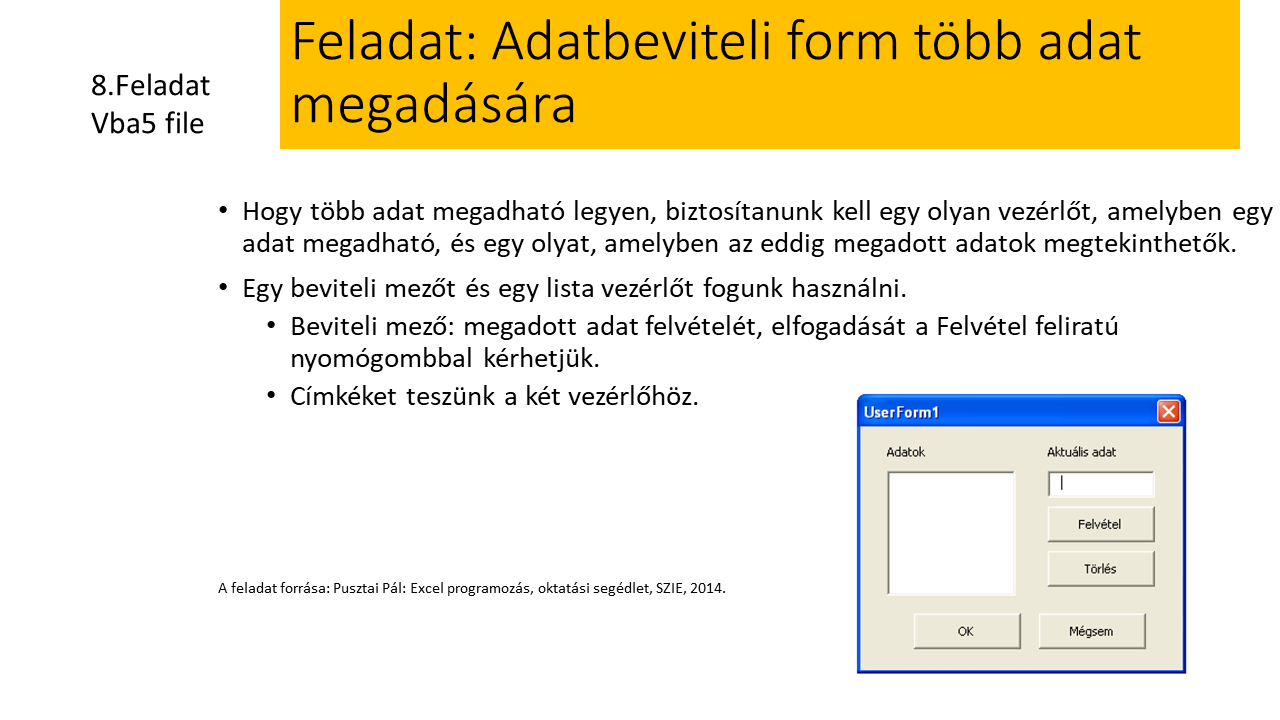 8.Feladat
Vba5 file
Feladat: Adatbeviteli form több adat
megadására
• Hogy több adat megadható legyen, biztosítanunk kell egy olyan vezérlőt, amelyben egy
adat megadható, és egy olyat, amelyben az eddig megadott adatok megtekinthetők.
• Egy beviteli mezőt és egy lista vezérlőt fogunk használni.
• Beviteli mező: megadott adat felvételét, elfogadását a Felvétel feliratú
nyomógombbal kérhetjük.
• Címkéket teszünk a két vezérlőhöz.
UserForm1
Adatok
Aktuális adat
Felvétel
Törlés
OK
Mégsem
A feladat forrása: Pusztai Pál: Excel programozás, oktatási segédlet, SZIE, 2014.